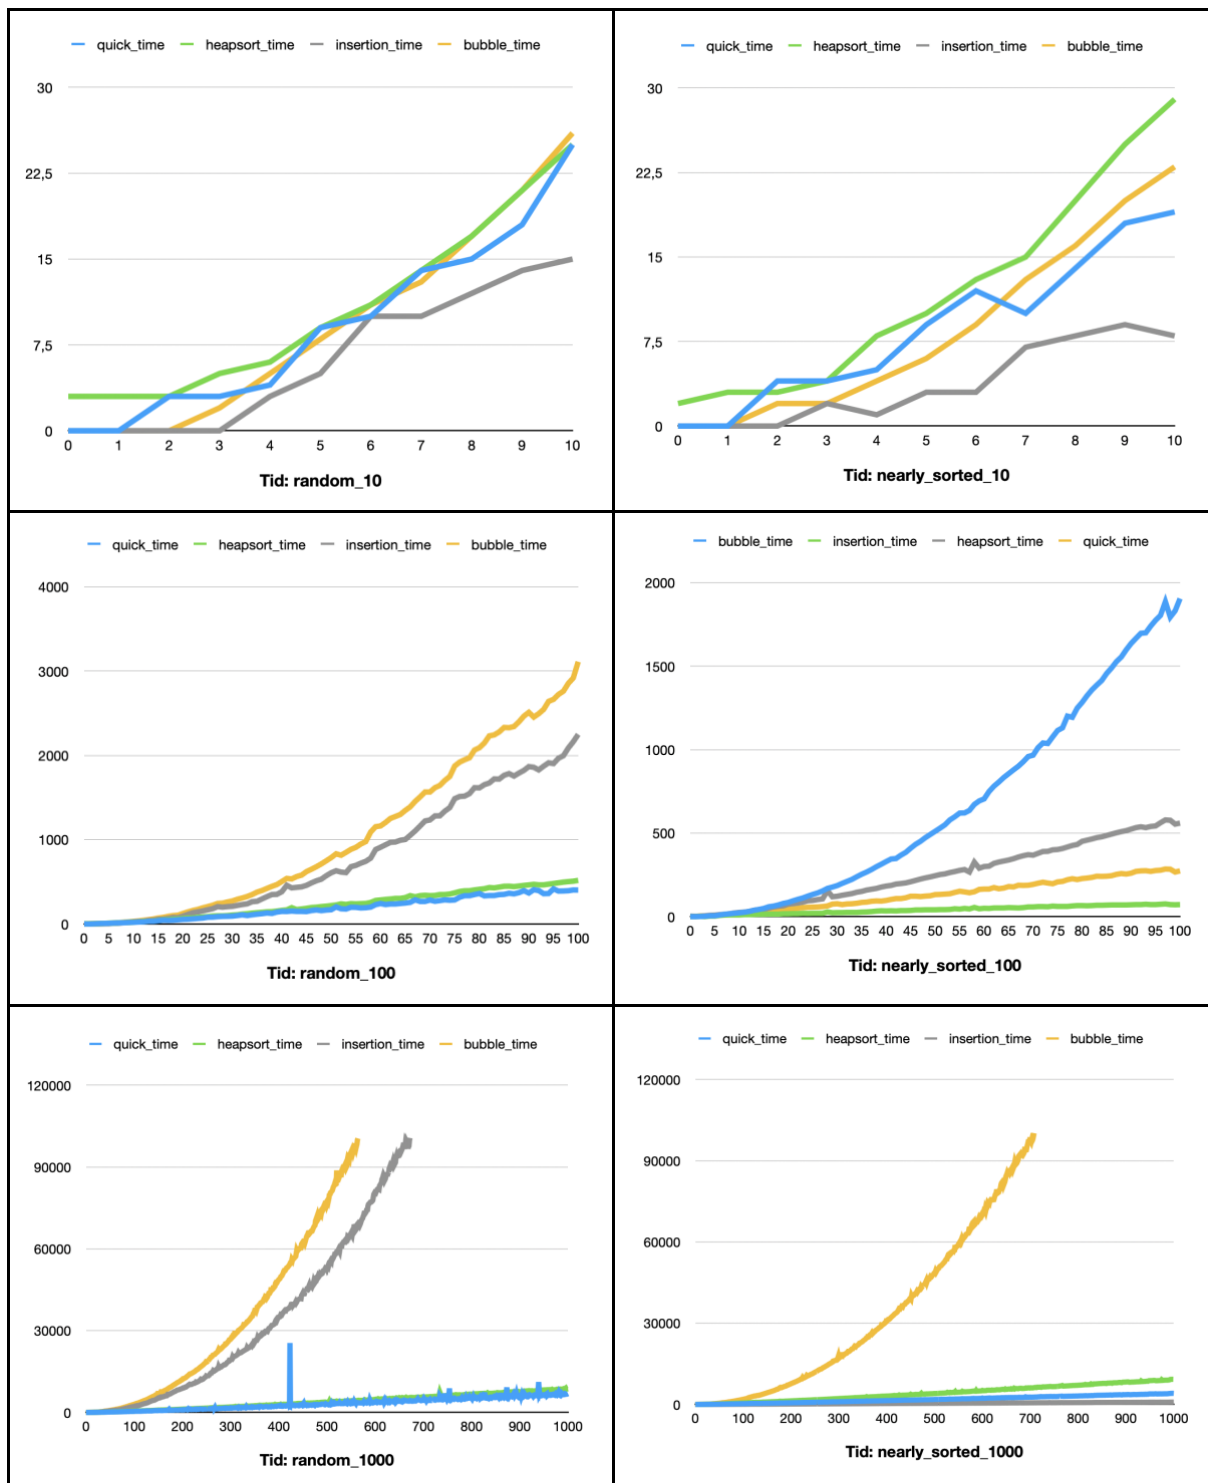 quick_time heapsort_time insertion_time bubble_time
30
22,5
15
7,5
0
0 1 2 3 4 5 6 7 8 9 10
Tid: random_10
quick_time heapsort_time insertion_time bubble_time
30
22,5
15
7,5
0
0 1 2 3 4 5 6 7 8 9 10
Tid: nearly_sorted_10
quick_time heapsort_time insertion_time bubble_time
4000
3000
2000
1000
0
0 5 10 15 20 25 30 35 40 45 50 55 60 65 70 75 80 85 90 95 100
Tid: random_100
bubble_time insertion_time heapsort_time quick_time
2000
1500
1000
500
0
0 5 10 15 20 25 30 35 40 45 50 55 60 65 70 75 80 85 90 95 100
Tid: nearly_sorted_100
quick_time heapsort_time insertion_time bubble_time
120000
90000
60000
30000
0
0 100 200 300 400 500 600 700 800 900 1000
Tid: random_1000
quick_time heapsort_time insertion_time bubble_time
120000
90000
60000
30000
0
0 100 200 300 400 500 600 700 800 900 1000
Tid: nearly_sorted_1000